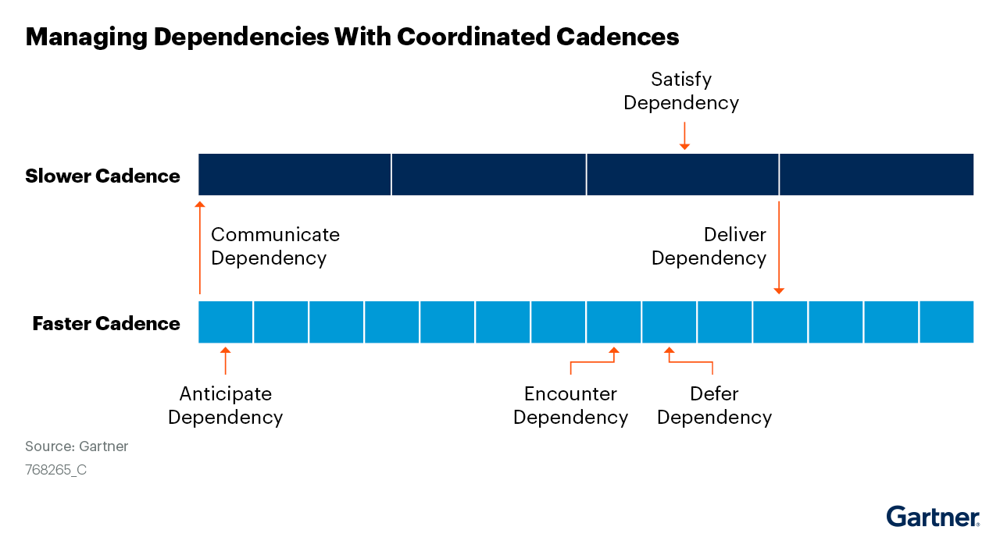 Managing Dependencies With Coordinated Cadences
Satisfy
Dependency
Slower Cadence
Communicate
Dependency
Deliver
Dependency
Faster Cadence
Anticipate
Dependency
Encounter
Dependency
Defer
Dependency
Source: Gartner
768265_C
Gartner®